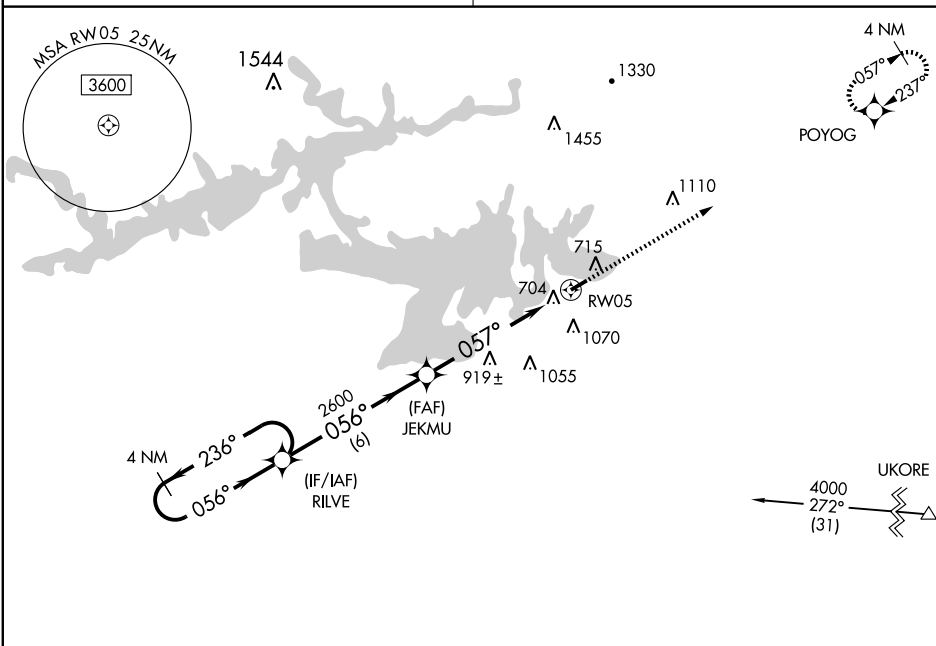 MSA RW05 25NM
3600
1544
1330
1455
4 NM
057°
237°
POYOG
1110
715
704
RW05
1070
057°
919±
1055
(FAF)
JEKMU
2600
056°
(6)
4 NM
236°
056°
(IF/IAF)
RILVE
UKORE
4000
272°
(31)